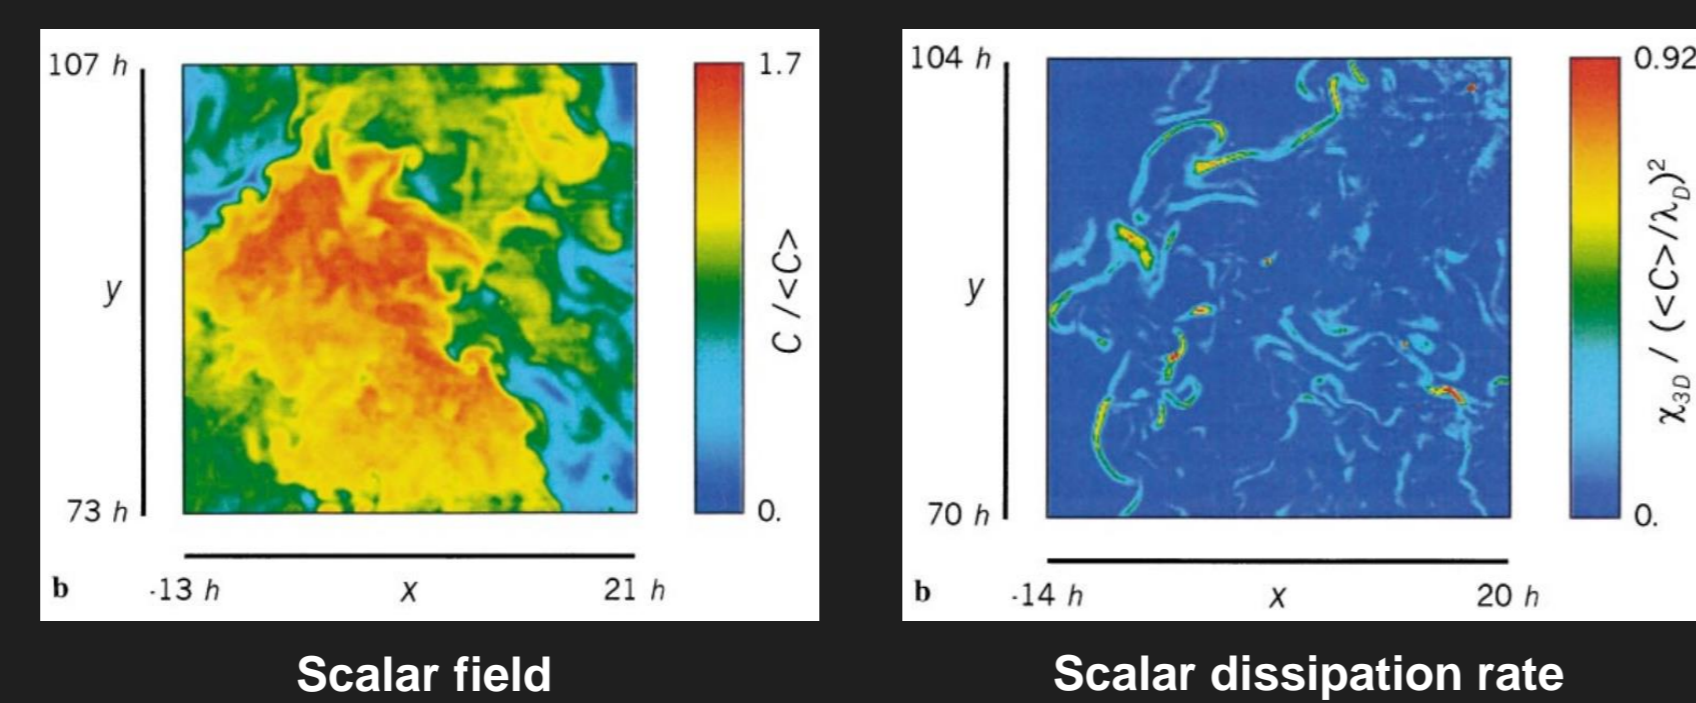 107 h
1.7
y
C /<C>
73 h
0.
b
-13 h
x
21 h
Scalar field
104 h
0.92
y
χ3D / (<C>/λD)²
70 h
0.
b
-14 h
x
20 h
Scalar dissipation rate